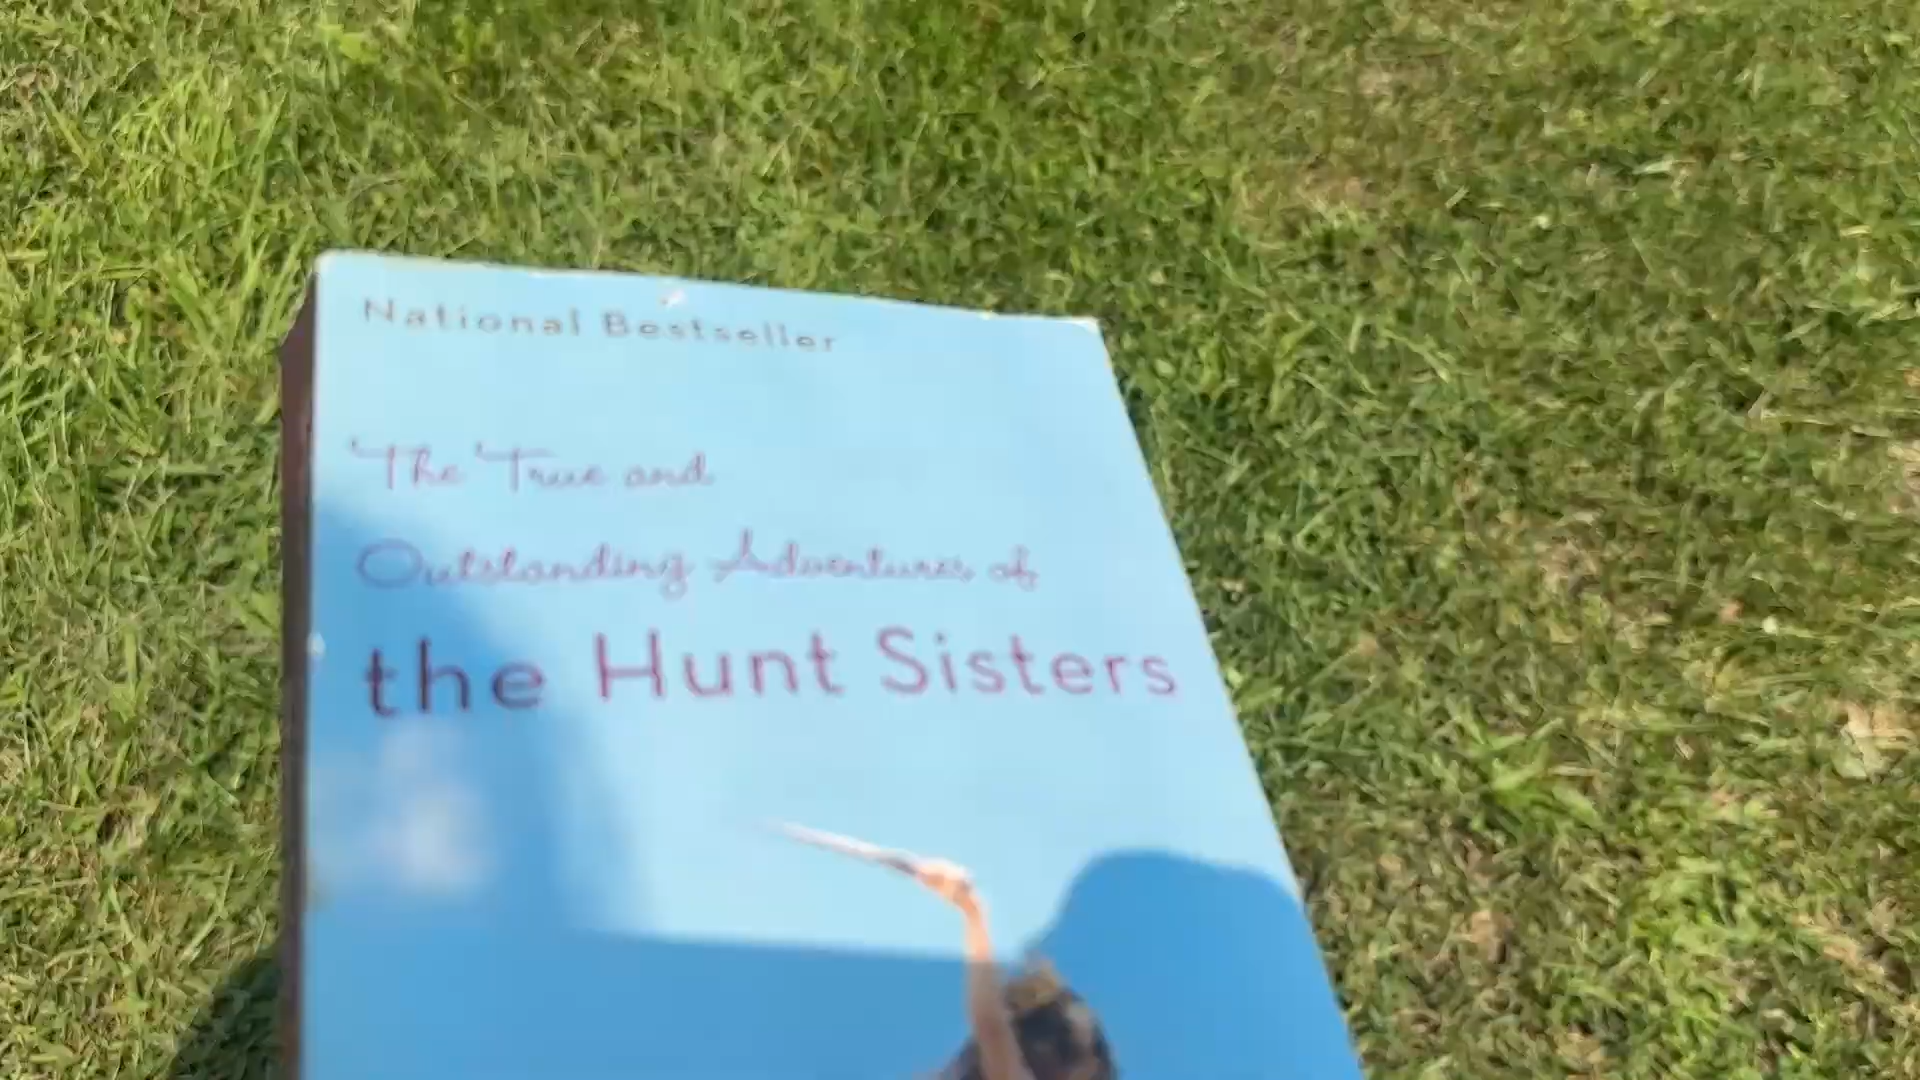 National Bestseller
The True and
Outstanding Adventures of
the Hunt Sisters